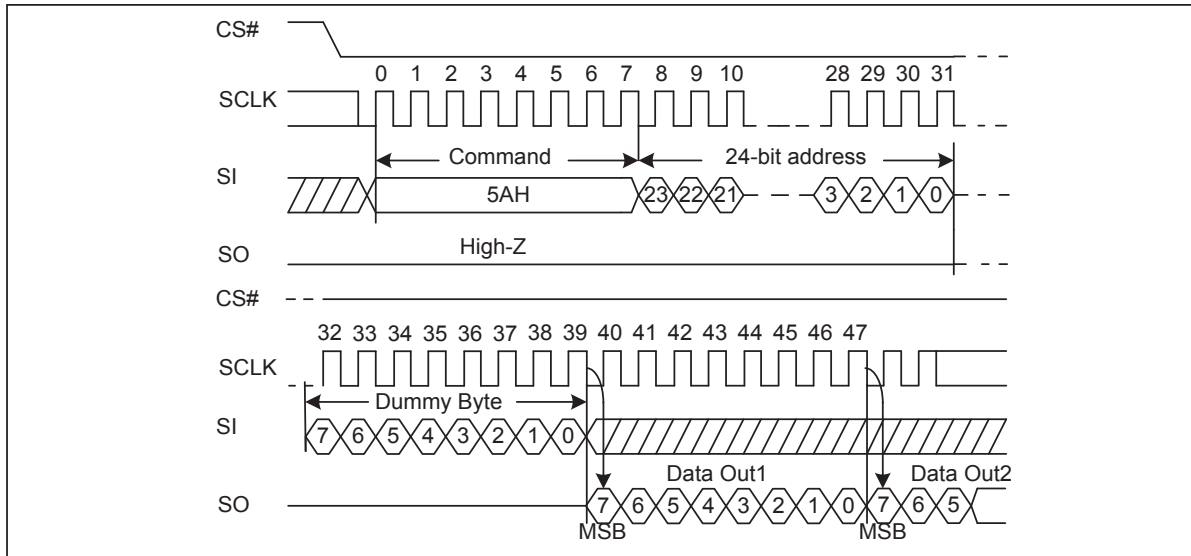 CS#
0 1 2 3 4 5 6 7 8 9 10 28 29 30 31
SCLK
Command 24-bit address
SI
5AH 23 22 21 3 2 1 0
High-Z
SO
CS#
32 33 34 35 36 37 38 39 40 41 42 43 44 45 46 47
SCLK
Dummy Byte
SI
7 6 5 4 3 2 1 0
Data Out1 Data Out2
SO
7 6 5 4 3 2 1 0 7 6 5
MSB MSB